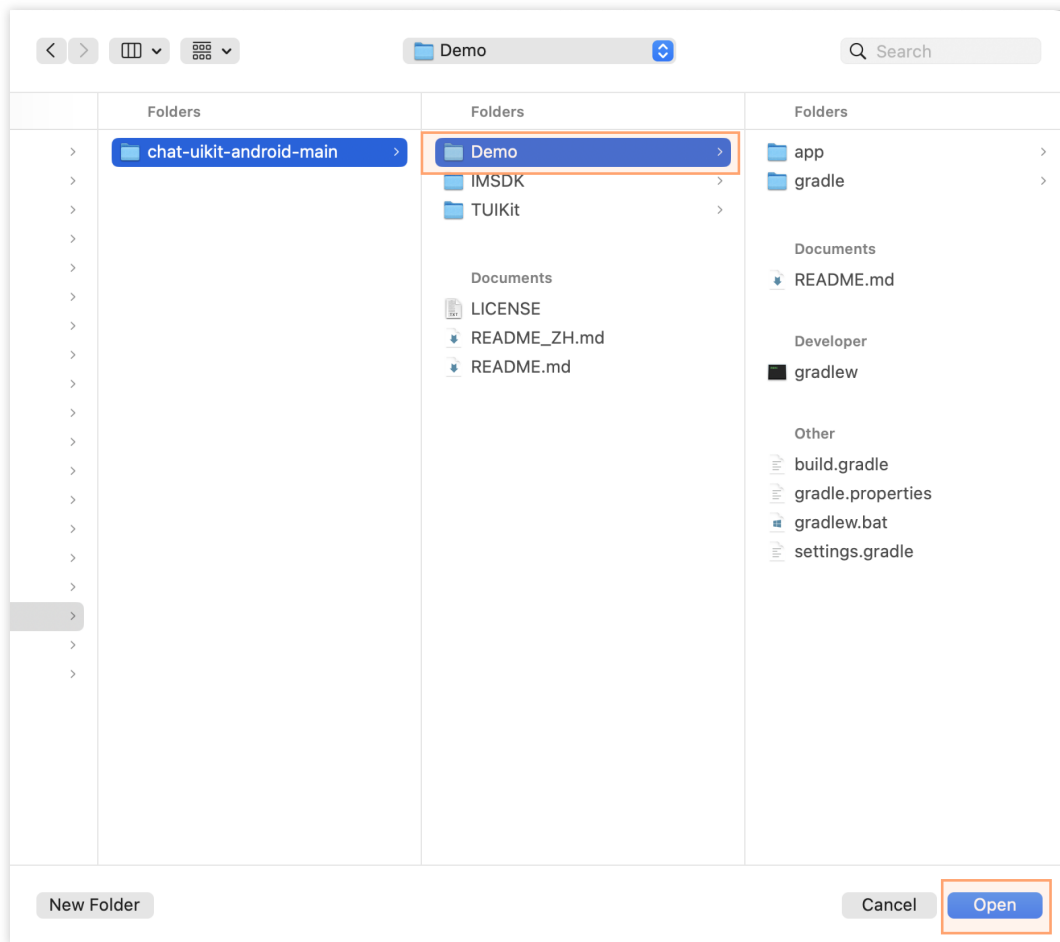 Demo
Search
Folders
chat-uikit-android-main
Folders
Demo
IMSDK
TUIKit
Documents
LICENSE
README_ZH.md
README.md
Folders
app
gradle
Documents
README.md
Developer
gradlew
Other
build.gradle
gradle.properties
gradlew.bat
settings.gradle
New Folder
Cancel
Open